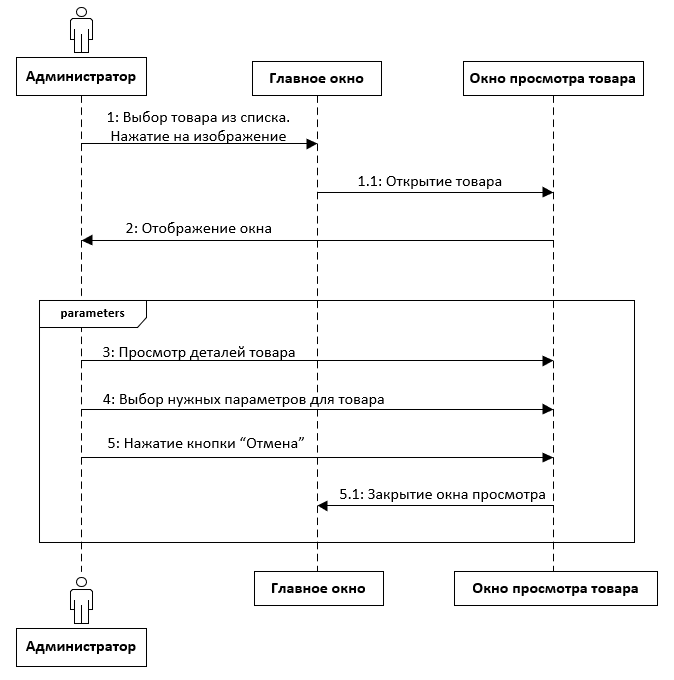 Администратор
Главное окно
Окно просмотра товара
1: Выбор товара из списка.
Нажатие на изображение
1.1: Открытие товара
2: Отображение окна
parameters
3: Просмотр деталей товара
4: Выбор нужных параметров для товара
5: Нажатие кнопки “Отмена”
5.1: Закрытие окна просмотра
Главное окно
Окно просмотра товара
Администратор